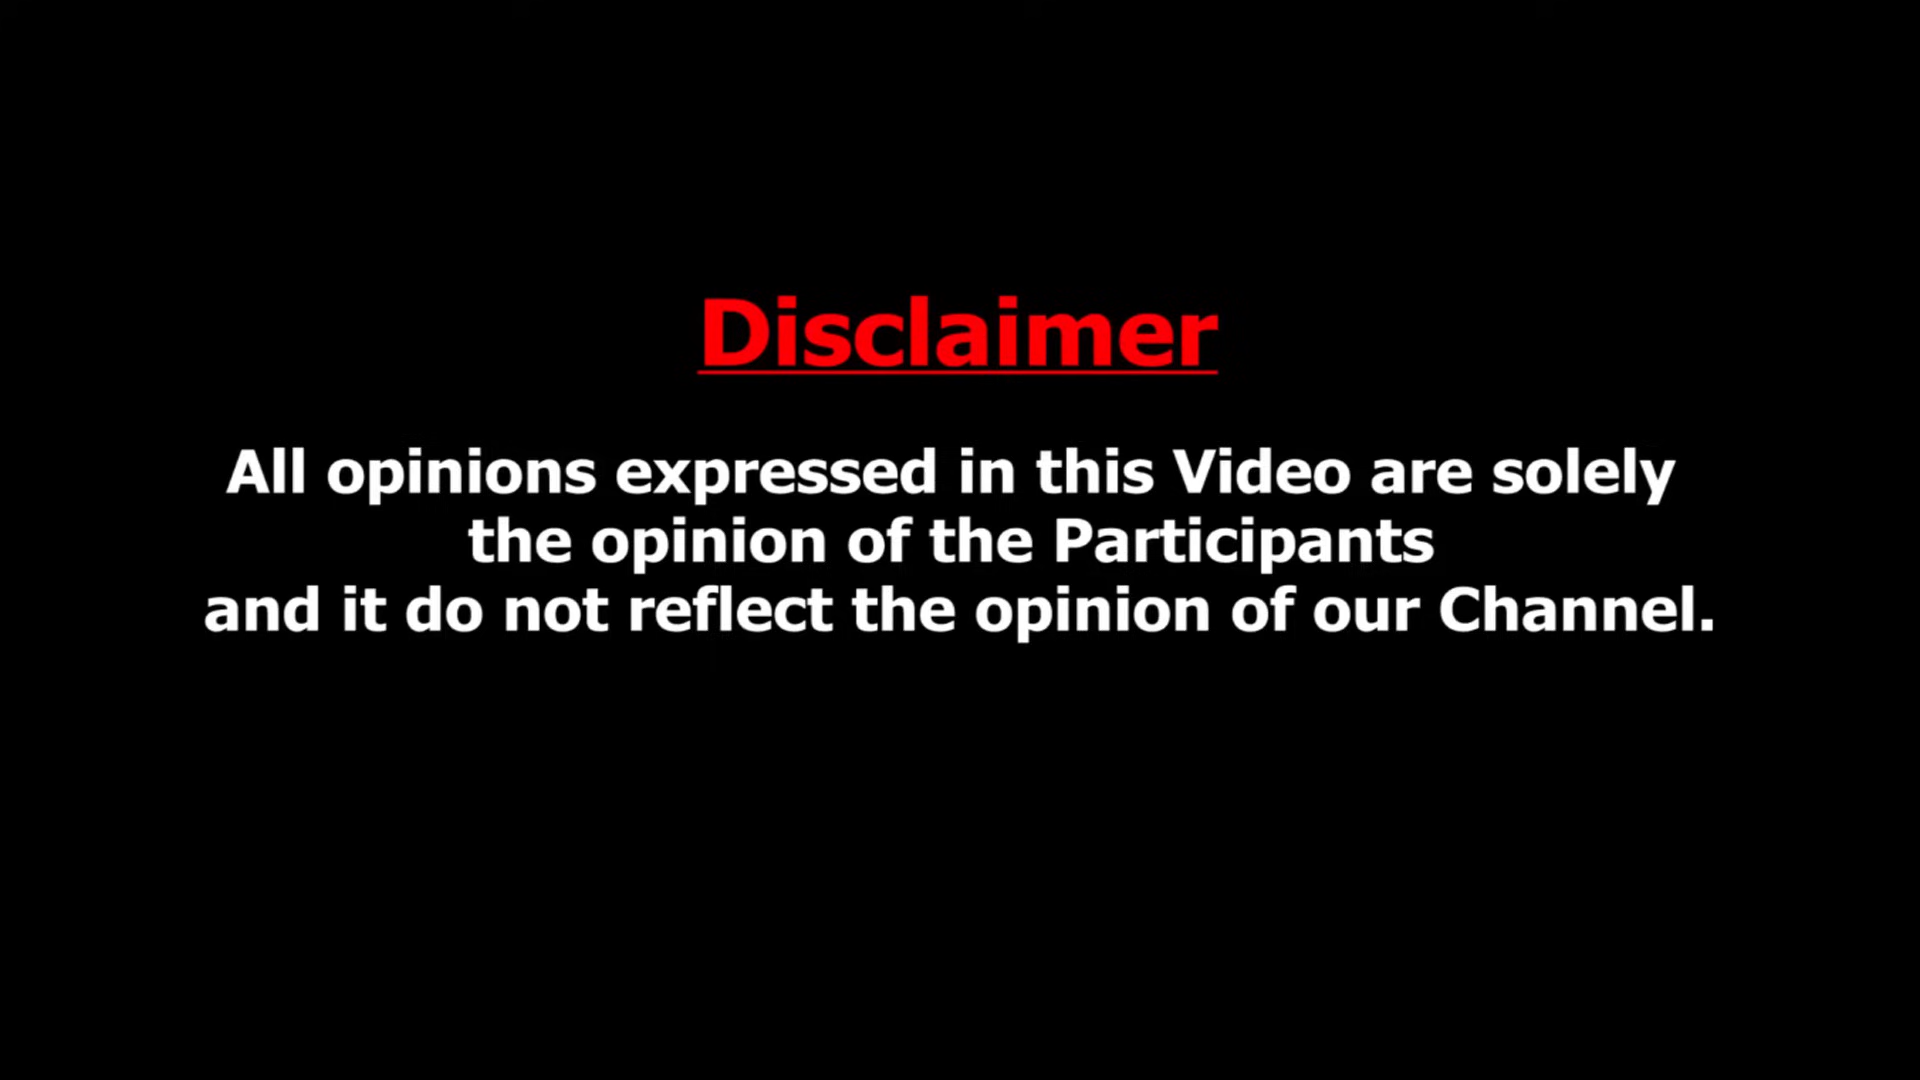 Disclaimer
All opinions expressed in this Video are solely
the opinion of the Participants
and it do not reflect the opinion of our Channel.